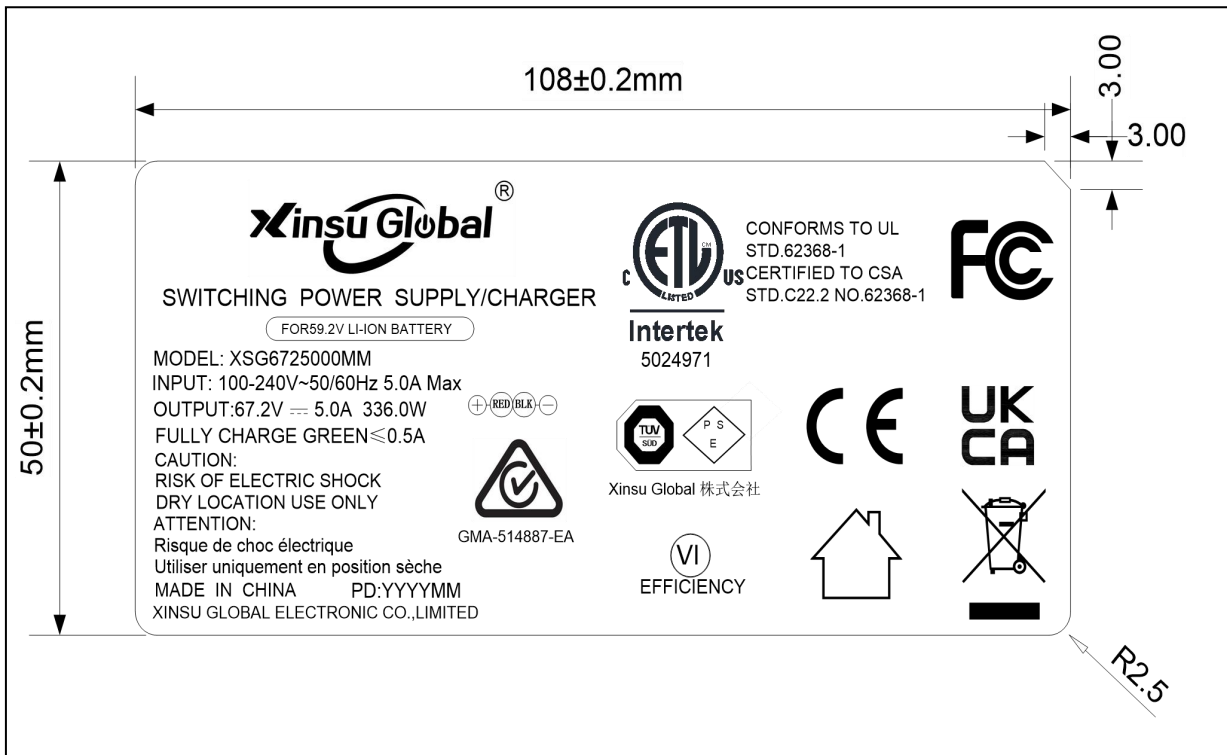 108±0.2mm
3.00
3.00
50±0.2mm
R2.5
Xinsu Global ®
SWITCHING POWER SUPPLY/CHARGER
FOR59.2V LI-ION BATTERY
MODEL: XSG6725000MM
INPUT: 100-240V~50/60Hz 5.0A Max
OUTPUT:67.2V ⎓ 5.0A 336.0W
+ RED BLK −
FULLY CHARGE GREEN≤0.5A
CAUTION:
RISK OF ELECTRIC SHOCK
DRY LOCATION USE ONLY
ATTENTION:
Risque de choc électrique
Utiliser uniquement en position sèche
MADE IN CHINA PD:YYYYMM
XINSU GLOBAL ELECTRONIC CO.,LIMITED
GMA-514887-EA
C ETL CM US
LISTED
Intertek
5024971
CONFORMS TO UL
STD.62368-1
CERTIFIED TO CSA
STD.C22.2 NO.62368-1
FC
TUV
SÜD
P S
E
Xinsu Global 株式会社
CE
UK
CA
VI
EFFICIENCY